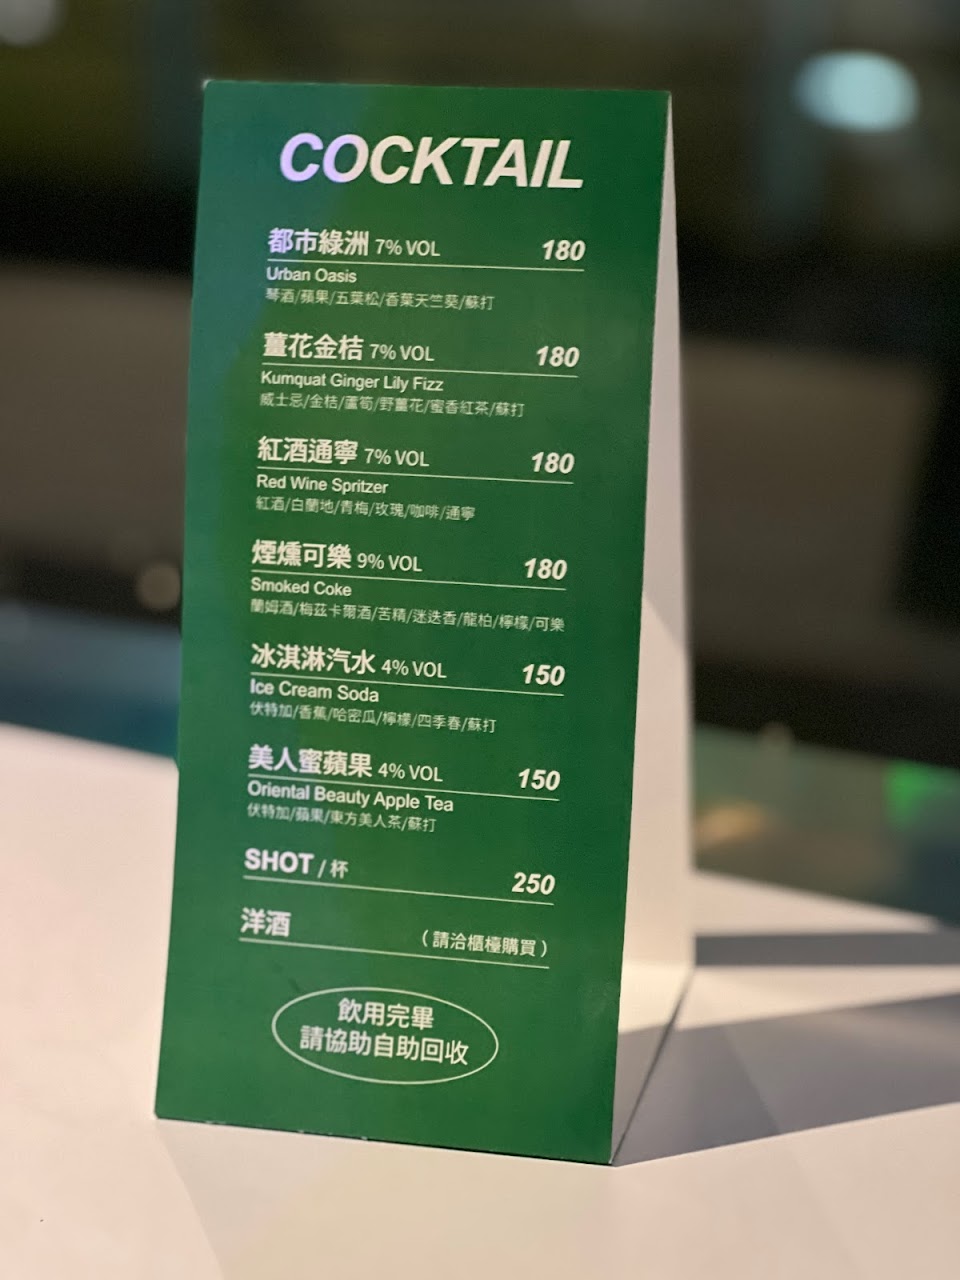 COCKTAIL
都市綠洲 7% VOL 180
Urban Oasis
琴酒/蘋果/五葉松/香葉天竺葵/蘇打
薑花金桔 7% VOL 180
Kumquat Ginger Lily Fizz
威士忌/金桔/蘆筍/野薑花/蜜香紅茶/蘇打
紅酒通寧 7% VOL 180
Red Wine Spritzer
紅酒/白蘭地/青梅/玫瑰/咖啡/通寧
煙燻可樂 9% VOL 180
Smoked Coke
蘭姆酒/梅茲卡爾酒/苦精/迷迭香/龍柏/檸檬/可樂
冰淇淋汽水 4% VOL 150
Ice Cream Soda
伏特加/香蕉/哈密瓜/檸檬/四季春/蘇打
美人蜜蘋果 4% VOL 150
Oriental Beauty Apple Tea
伏特加/蘋果/東方美人茶/蘇打
SHOT / 杯 250
洋酒 （請洽櫃檯購買）
飲用完畢
請協助自助回收